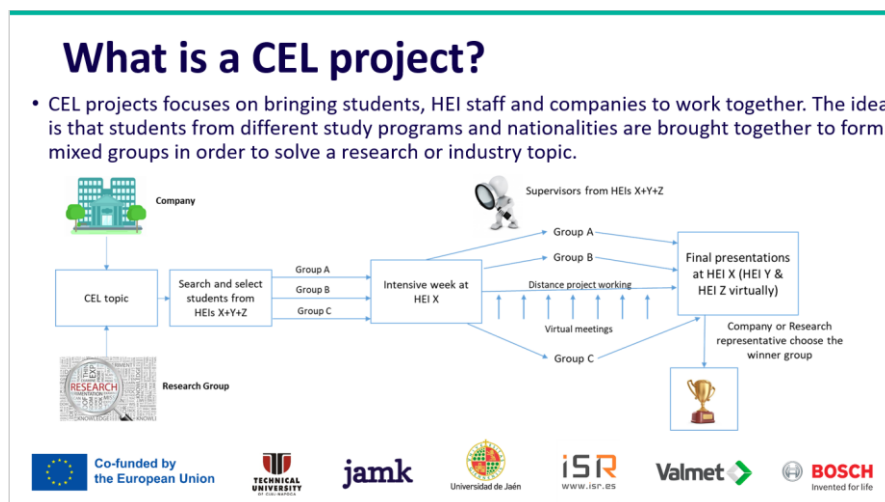 What is a CEL project?
• CEL projects focuses on bringing students, HEI staff and companies to work together. The idea
is that students from different study programs and nationalities are brought together to form
mixed groups in order to solve a research or industry topic.
Company
Supervisors from HEIs X+Y+Z
CEL topic
Search and select
students from
HEIs X+Y+Z
Group A
Group B
Group C
Intensive week at
HEI X
Group A
Group B
Distance project working
Virtual meetings
Group C
Final presentations
at HEI X (HEI Y &
HEI Z virtually)
Company or Research
representative choose the
winner group
RESEARCH
Research Group
Co-funded by
the European Union
TECHNICAL
UNIVERSITY
OF CLUJ-NAPOCA
jamk
Universidad de Jaén
iSR
www.isr.es
Valmet
BOSCH
Invented for life